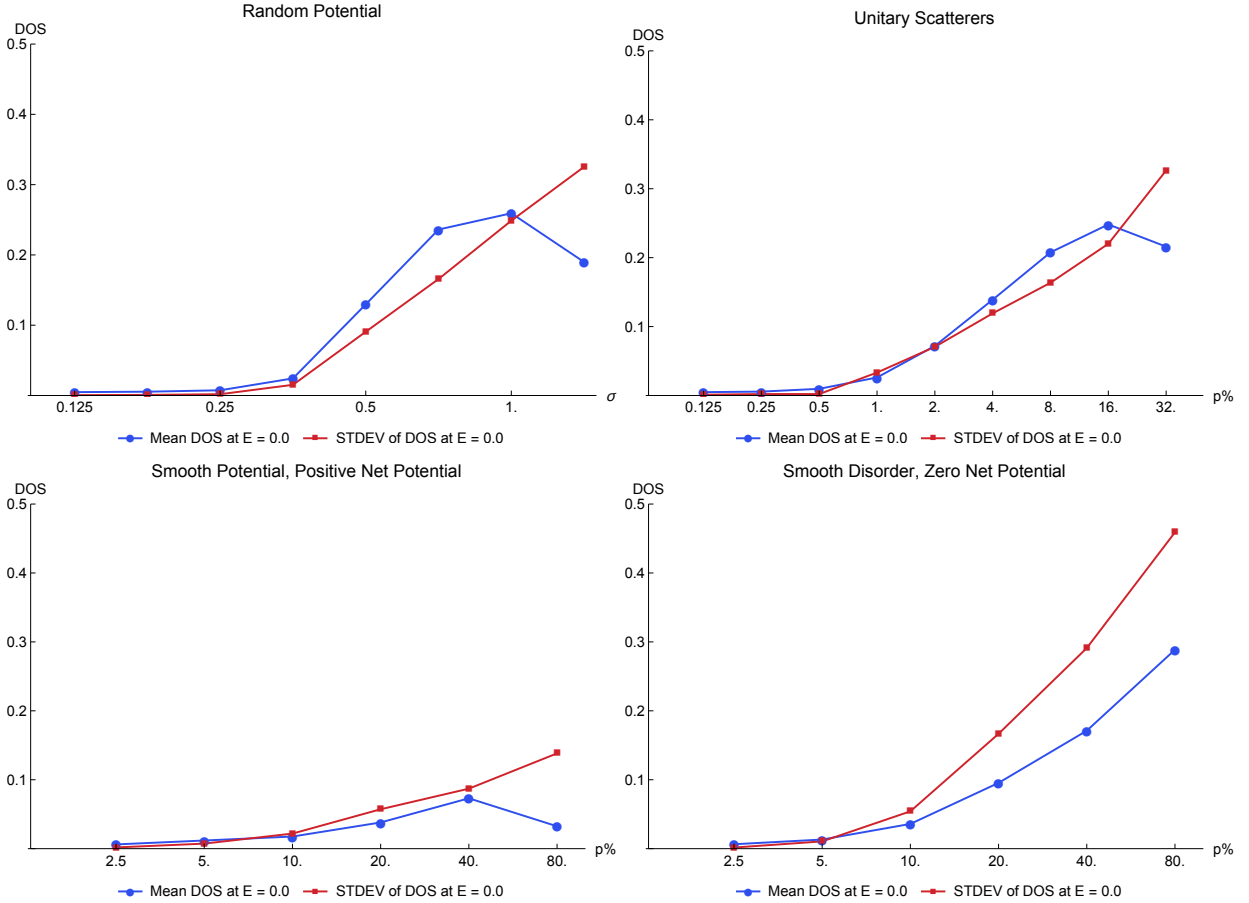 Random Potential
DOS
0.5
0.4
0.3
0.2
0.1
0.125 0.25 0.5 1. σ
Mean DOS at E = 0.0 STDEV of DOS at E = 0.0
Unitary Scatterers
DOS
0.5
0.4
0.3
0.2
0.1
0.125 0.25 0.5 1. 2. 4. 8. 16. 32. p%
Mean DOS at E = 0.0 STDEV of DOS at E = 0.0
Smooth Potential, Positive Net Potential
DOS
0.5
0.4
0.3
0.2
0.1
2.5 5. 10. 20. 40. 80. p%
Mean DOS at E = 0.0 STDEV of DOS at E = 0.0
Smooth Disorder, Zero Net Potential
DOS
0.5
0.4
0.3
0.2
0.1
2.5 5. 10. 20. 40. 80. p%
Mean DOS at E = 0.0 STDEV of DOS at E = 0.0